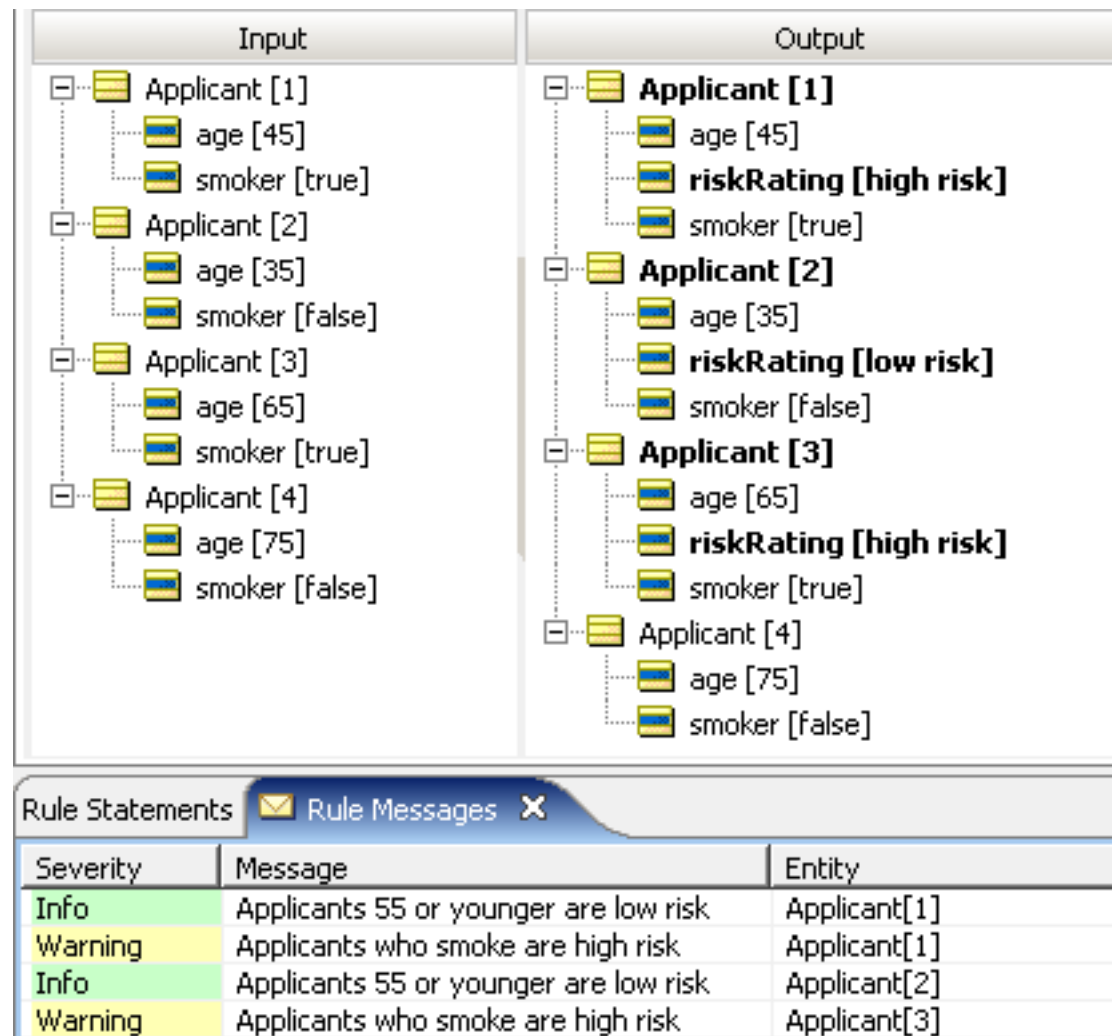 Input
Applicant [1]
age [45]
smoker [true]
Applicant [2]
age [35]
smoker [false]
Applicant [3]
age [65]
smoker [true]
Applicant [4]
age [75]
smoker [false]
Output
Applicant [1]
age [45]
riskRating [high risk]
smoker [true]
Applicant [2]
age [35]
riskRating [low risk]
smoker [false]
Applicant [3]
age [65]
riskRating [high risk]
smoker [true]
Applicant [4]
age [75]
smoker [false]
Rule Statements Rule Messages
Severity Message Entity
Info Applicants 55 or younger are low risk Applicant[1]
Warning Applicants who smoke are high risk Applicant[1]
Info Applicants 55 or younger are low risk Applicant[2]
Warning Applicants who smoke are high risk Applicant[3]